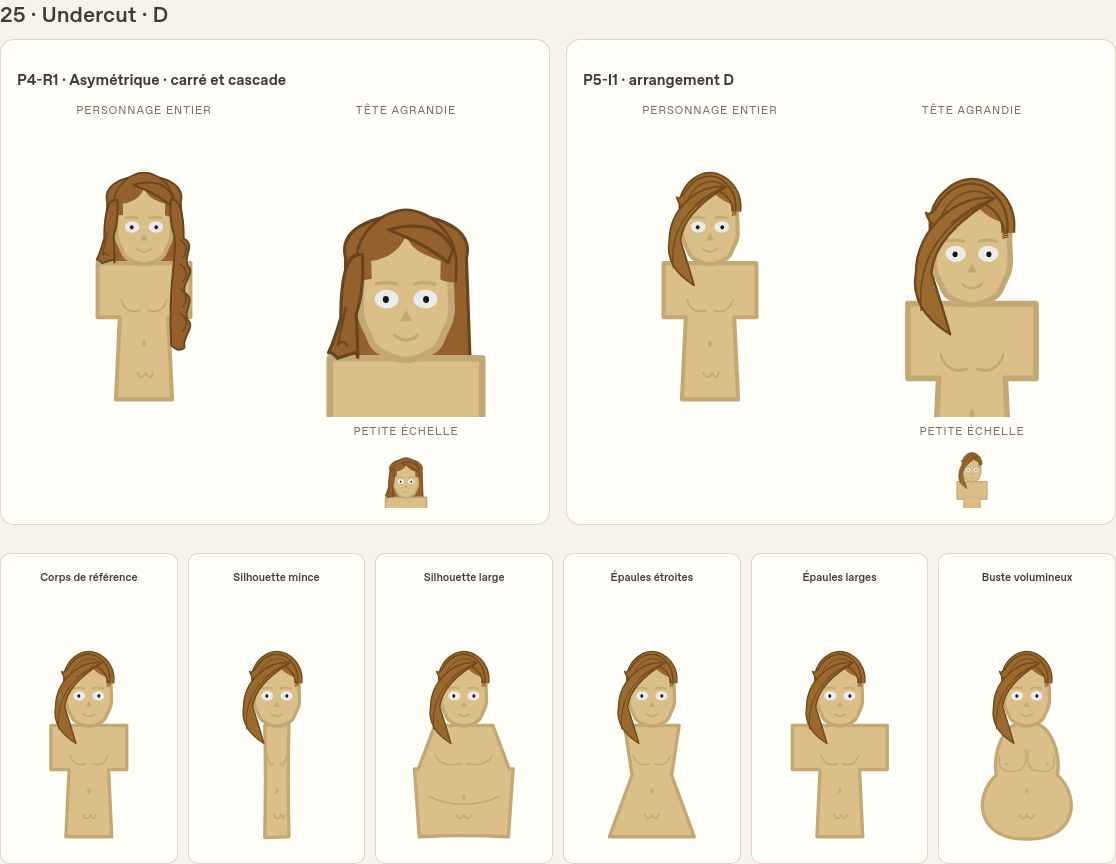 25 · Undercut · D
P4-R1 · Asymétrique · carré et cascade
PERSONNAGE ENTIER
TÊTE AGRANDIE
PETITE ÉCHELLE
P5-I1 · arrangement D
PERSONNAGE ENTIER
TÊTE AGRANDIE
PETITE ÉCHELLE
Corps de référence
Silhouette mince
Silhouette large
Épaules étroites
Épaules larges
Buste volumineux